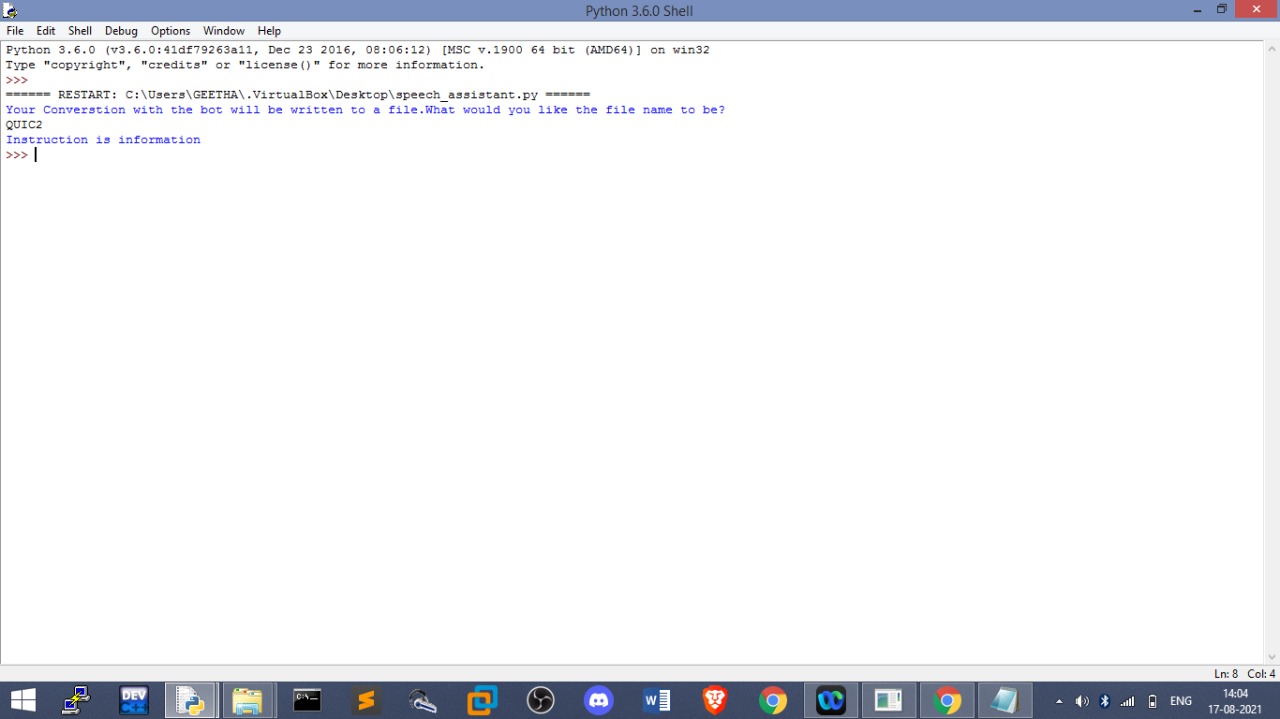 Python 3.6.0 Shell
File Edit Shell Debug Options Window Help
Python 3.6.0 (v3.6.0:41df79263a11, Dec 23 2016, 08:06:12) [MSC v.1900 64 bit (AMD64)] on win32
Type "copyright", "credits" or "license()" for more information.
>>>
====== RESTART: C:\Users\GEETHA\.VirtualBox\Desktop\speech_assistant.py ======
Your Converstion with the bot will be written to a file.What would you like the file name to be?
QUIC2
Instruction is information
>>>
Ln: 8 Col: 4
DEV
C:\
ENG
14:04
17-08-2021